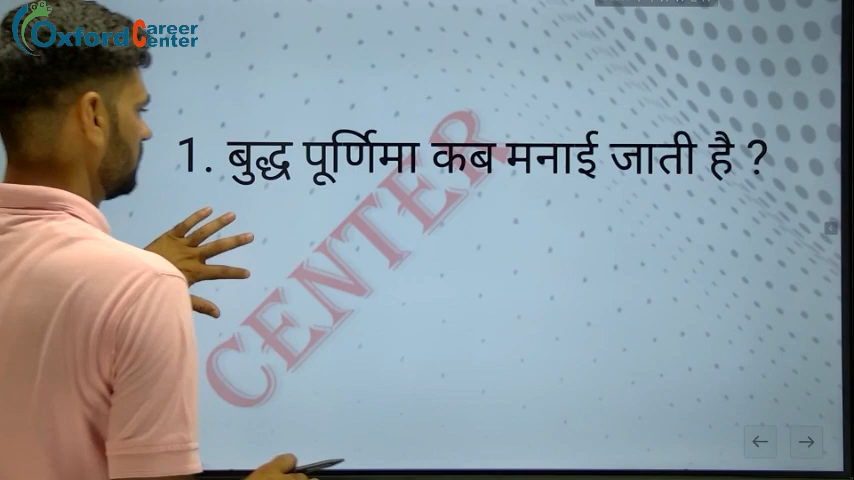 Oxford Career Center
1. बुद्ध पूर्णिमा कब मनाई जाती है ?
CENTER